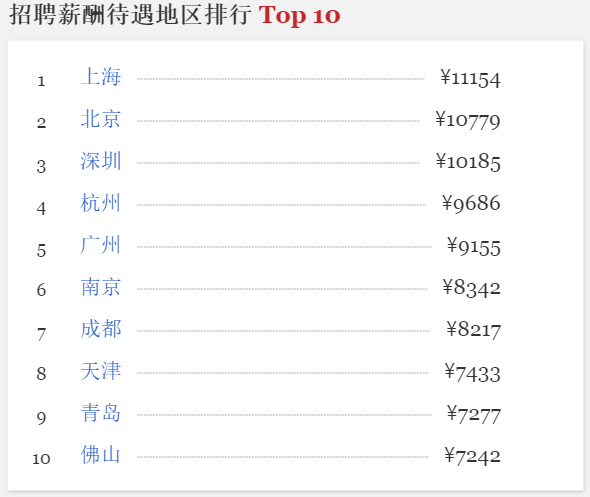 招聘薪酬待遇地区排行 Top 10
1 上海 ¥11154
2 北京 ¥10779
3 深圳 ¥10185
4 杭州 ¥9686
5 广州 ¥9155
6 南京 ¥8342
7 成都 ¥8217
8 天津 ¥7433
9 青岛 ¥7277
10 佛山 ¥7242